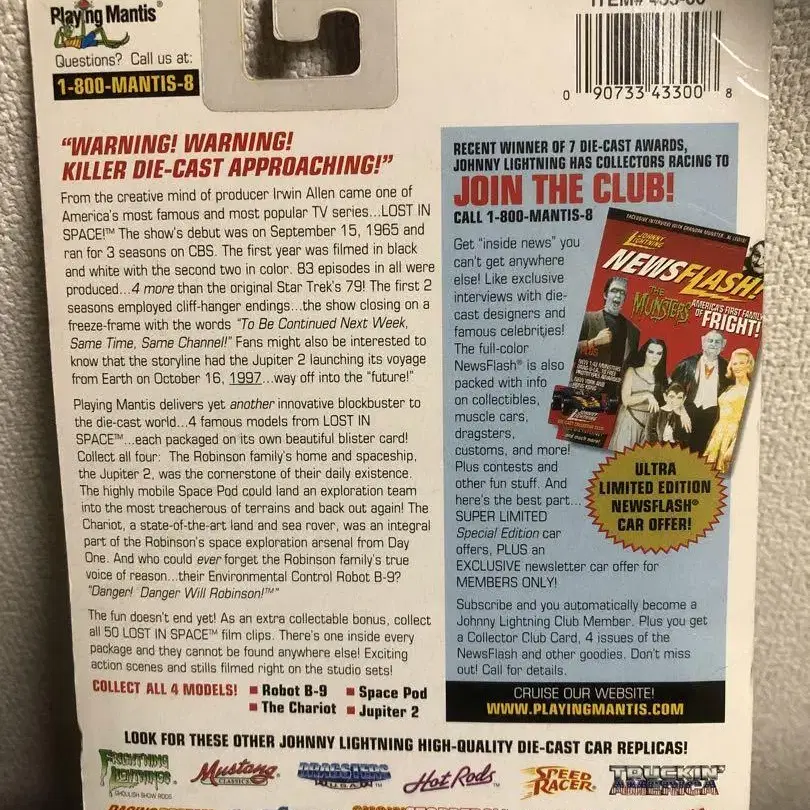 Playing Mantis®
Questions? Call us at:
1-800-MANTIS-8
0 90733 43300 8
“WARNING! WARNING!
KILLER DIE-CAST APPROACHING!”
From the creative mind of producer Irwin Allen came one of
America's most famous and most popular TV series...LOST IN
SPACE!™ The show's debut was on September 15, 1965 and
ran for 3 seasons on CBS. The first year was filmed in black
and white with the second two in color. 83 episodes in all were
produced...4 more than the original Star Trek's 79! The first 2
seasons employed cliff-hanger endings...the show closing on a
freeze-frame with the words “To Be Continued Next Week,
Same Time, Same Channel!” Fans might also be interested to
know that the storyline had the Jupiter 2 launching its voyage
from Earth on October 16, 1997...way off into the “future!”
Playing Mantis delivers yet another innovative blockbuster to
the die-cast world...4 famous models from LOST IN
SPACE™...each packaged on its own beautiful blister card!
Collect all four: The Robinson family's home and spaceship,
the Jupiter 2, was the cornerstone of their daily existence.
The highly mobile Space Pod could land an exploration team
into the most treacherous of terrains and back out again! The
Chariot, a state-of-the-art land and sea rover, was an integral
part of the Robinson's space exploration arsenal from Day
One. And who could ever forget the Robinson family's true
voice of reason...their Environmental Control Robot B-9?
“Danger! Danger Will Robinson!™”
The fun doesn't end yet! As an extra collectable bonus, collect
all 50 LOST IN SPACE™ film clips. There's one inside every
package and they cannot be found anywhere else! Exciting
action scenes and stills filmed right on the studio sets!
COLLECT ALL 4 MODELS! ■ Robot B-9 ■ Space Pod
■ The Chariot ■ Jupiter 2
RECENT WINNER OF 7 DIE-CAST AWARDS,
JOHNNY LIGHTNING HAS COLLECTORS RACING TO
JOIN THE CLUB!
CALL 1-800-MANTIS-8
Get “inside news” you
can't get anywhere
else! Like exclusive
interviews with die-
cast designers and
famous celebrities!
The full-color
NewsFlash® is also
packed with info
on collectibles,
muscle cars,
dragsters,
customs, and more!
Plus contests and
other fun stuff. And
here's the best part...
SUPER LIMITED
Special Edition car
offers, PLUS an
EXCLUSIVE newsletter car offer for
MEMBERS ONLY!
JOHNNY LIGHTNING
NEWSFLASH!
THE MUNSTERS
AMERICA'S FIRST FAMILY
OF FRIGHT!
PLUS
and much more!
ULTRA
LIMITED EDITION
NEWSFLASH®
CAR OFFER!
Subscribe and you automatically become a
Johnny Lightning Club Member. Plus you get
a Collector Club Card, 4 issues of the
NewsFlash and other goodies. Don't miss
out! Call for details.
CRUISE OUR WEBSITE!
WWW.PLAYINGMANTIS.COM
LOOK FOR THESE OTHER JOHNNY LIGHTNING HIGH-QUALITY DIE-CAST CAR REPLICAS!
FRIGHTNING LIGHTNINGS
GHOULISH SHOW RODS
Mustang CLASSICS
DRAGSTERS U.S.A.
Hot Rods
SPEED RACER
TRUCKIN' AMERICA